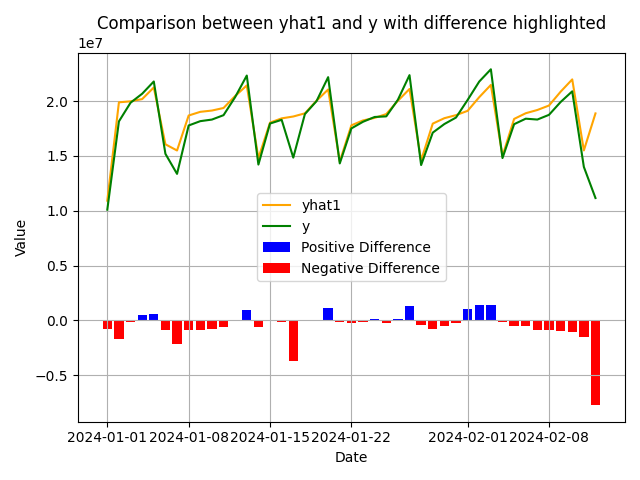 Comparison between yhat1 and y with difference highlighted
1e7
2.0
1.5
1.0
0.5
0.0
−0.5
Value
yhat1
y
Positive Difference
Negative Difference
2024-01-01 2024-01-08 2024-01-15 2024-01-22 2024-02-01 2024-02-08
Date